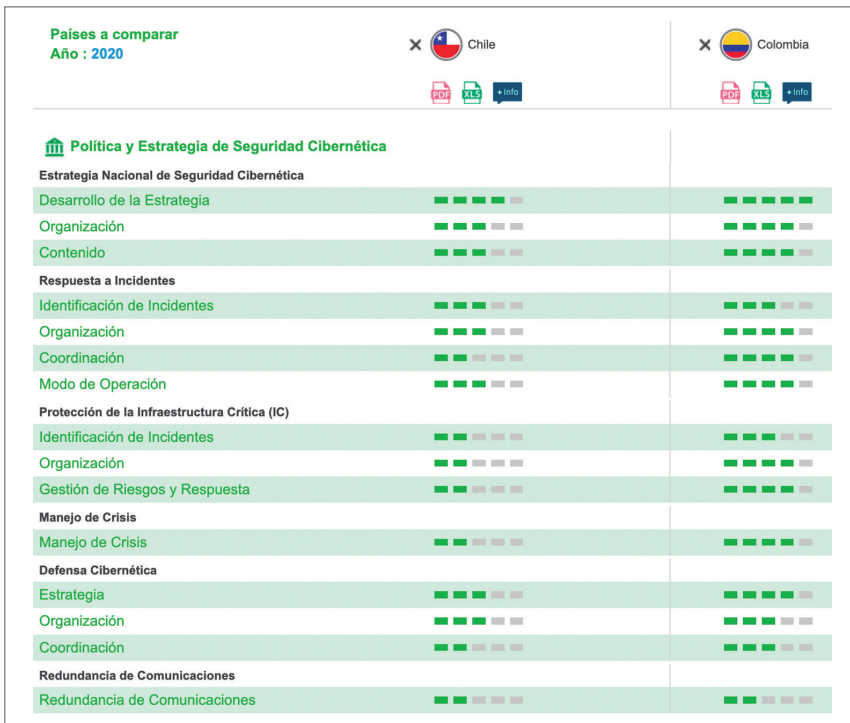 Países a comparar
Año : 2020
Chile
Colombia
PDF XLS + Info
PDF XLS + Info
Política y Estrategia de Seguridad Cibernética
Estrategia Nacional de Seguridad Cibernética
Desarrollo de la Estrategia
Organización
Contenido
Respuesta a Incidentes
Identificación de Incidentes
Organización
Coordinación
Modo de Operación
Protección de la Infraestructura Crítica (IC)
Identificación de Incidentes
Organización
Gestión de Riesgos y Respuesta
Manejo de Crisis
Manejo de Crisis
Defensa Cibernética
Estrategia
Organización
Coordinación
Redundancia de Comunicaciones
Redundancia de Comunicaciones